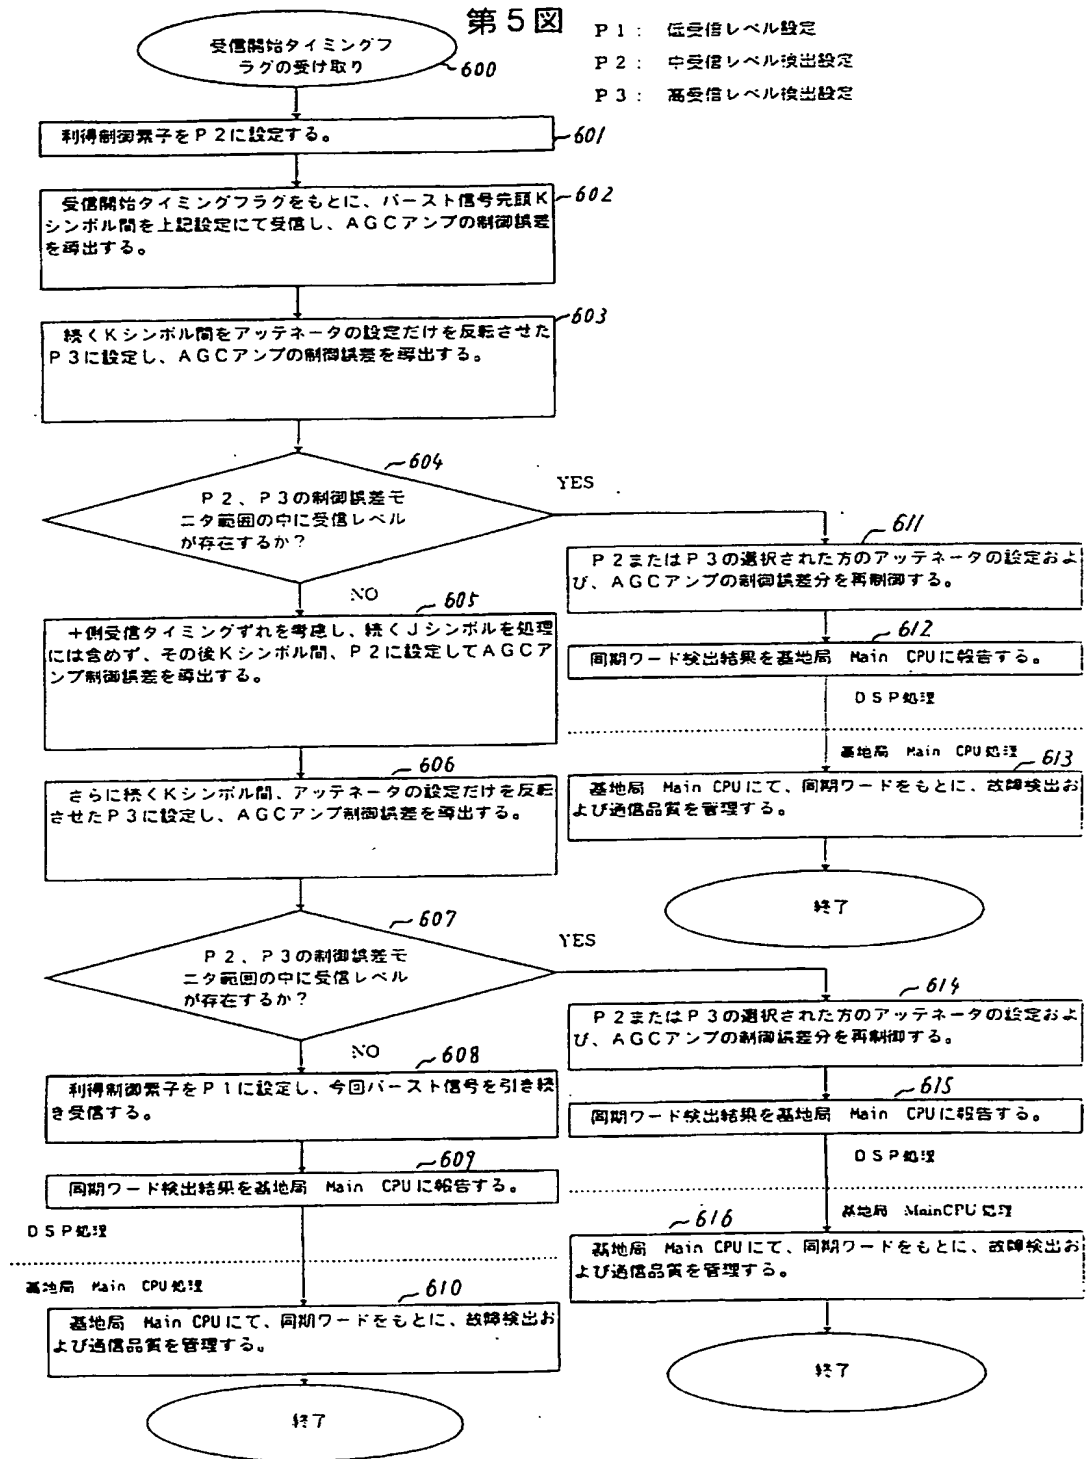 第5図
P1： 低受信レベル設定
P2： 中受信レベル検出設定
P3： 高受信レベル検出設定
受信開始タイミングフ
ラグの受け取り
600
利得制御素子をP2に設定する。
601
受信開始タイミングフラグをもとに、バースト信号先頭K
シンボル間を上記設定にて受信し、AGCアンプの制御誤差
を導出する。
602
続くKシンボル間をアッテネータの設定だけを反転させた
P3に設定し、AGCアンプの制御誤差を導出する。
603
604
P2、P3の制御誤差モ
ニタ範囲の中に受信レベル
が存在するか？
YES
NO
605
＋側受信タイミングずれを考慮し、続くJシンボルを処理
には含めず、その後Kシンボル間、P2に設定してAGCア
ンプ制御誤差を導出する。
606
さらに続くKシンボル間、アッテネータの設定だけを反転
させたP3に設定し、AGCアンプ制御誤差を導出する。
607
P2、P3の制御誤差モ
ニタ範囲の中に受信レベル
が存在するか？
YES
NO
608
利得制御素子をP1に設定し、今回バースト信号を引き続
き受信する。
609
同期ワード検出結果を基地局 Main CPUに報告する。
DSP処理
基地局 Main CPU処理
610
基地局 Main CPUにて、同期ワードをもとに、故障検出お
よび通信品質を管理する。
終了
611
P2またはP3の選択された方のアッテネータの設定およ
び、AGCアンプの制御誤差分を再制御する。
612
同期ワード検出結果を基地局 Main CPUに報告する。
DSP処理
基地局 Main CPU処理
613
基地局 Main CPUにて、同期ワードをもとに、故障検出お
よび通信品質を管理する。
終了
614
P2またはP3の選択された方のアッテネータの設定およ
び、AGCアンプの制御誤差分を再制御する。
615
同期ワード検出結果を基地局 Main CPUに報告する。
DSP処理
基地局 MainCPU処理
616
基地局 Main CPUにて、同期ワードをもとに、故障検出お
よび通信品質を管理する。
終了